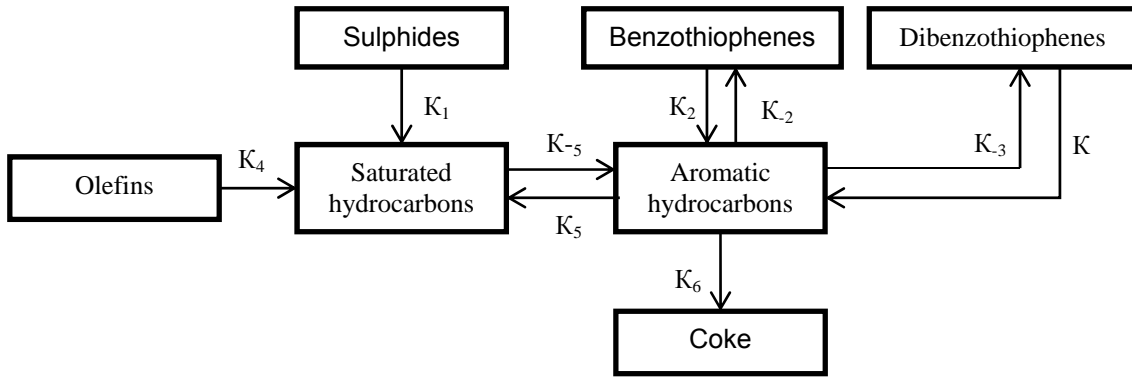 Sulphides
Benzothiophenes
Dibenzothiophenes
K₁
K₂
K₋₂
K₄
K-₅
K₋₃
K
Olefins
Saturated
hydrocarbons
Aromatic
hydrocarbons
K₅
K₆
Coke